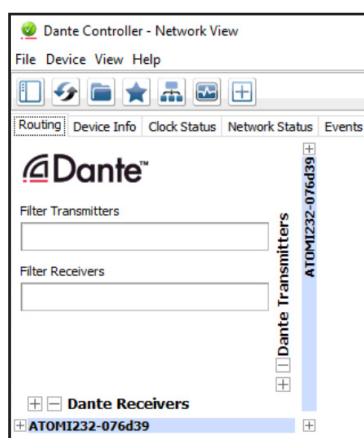 Dante Controller - Network View
File Device View Help
Routing Device Info Clock Status Network Status Events
Dante™
Filter Transmitters
Filter Receivers
Dante Transmitters
ATOMI232-076d39
Dante Receivers
ATOMI232-076d39